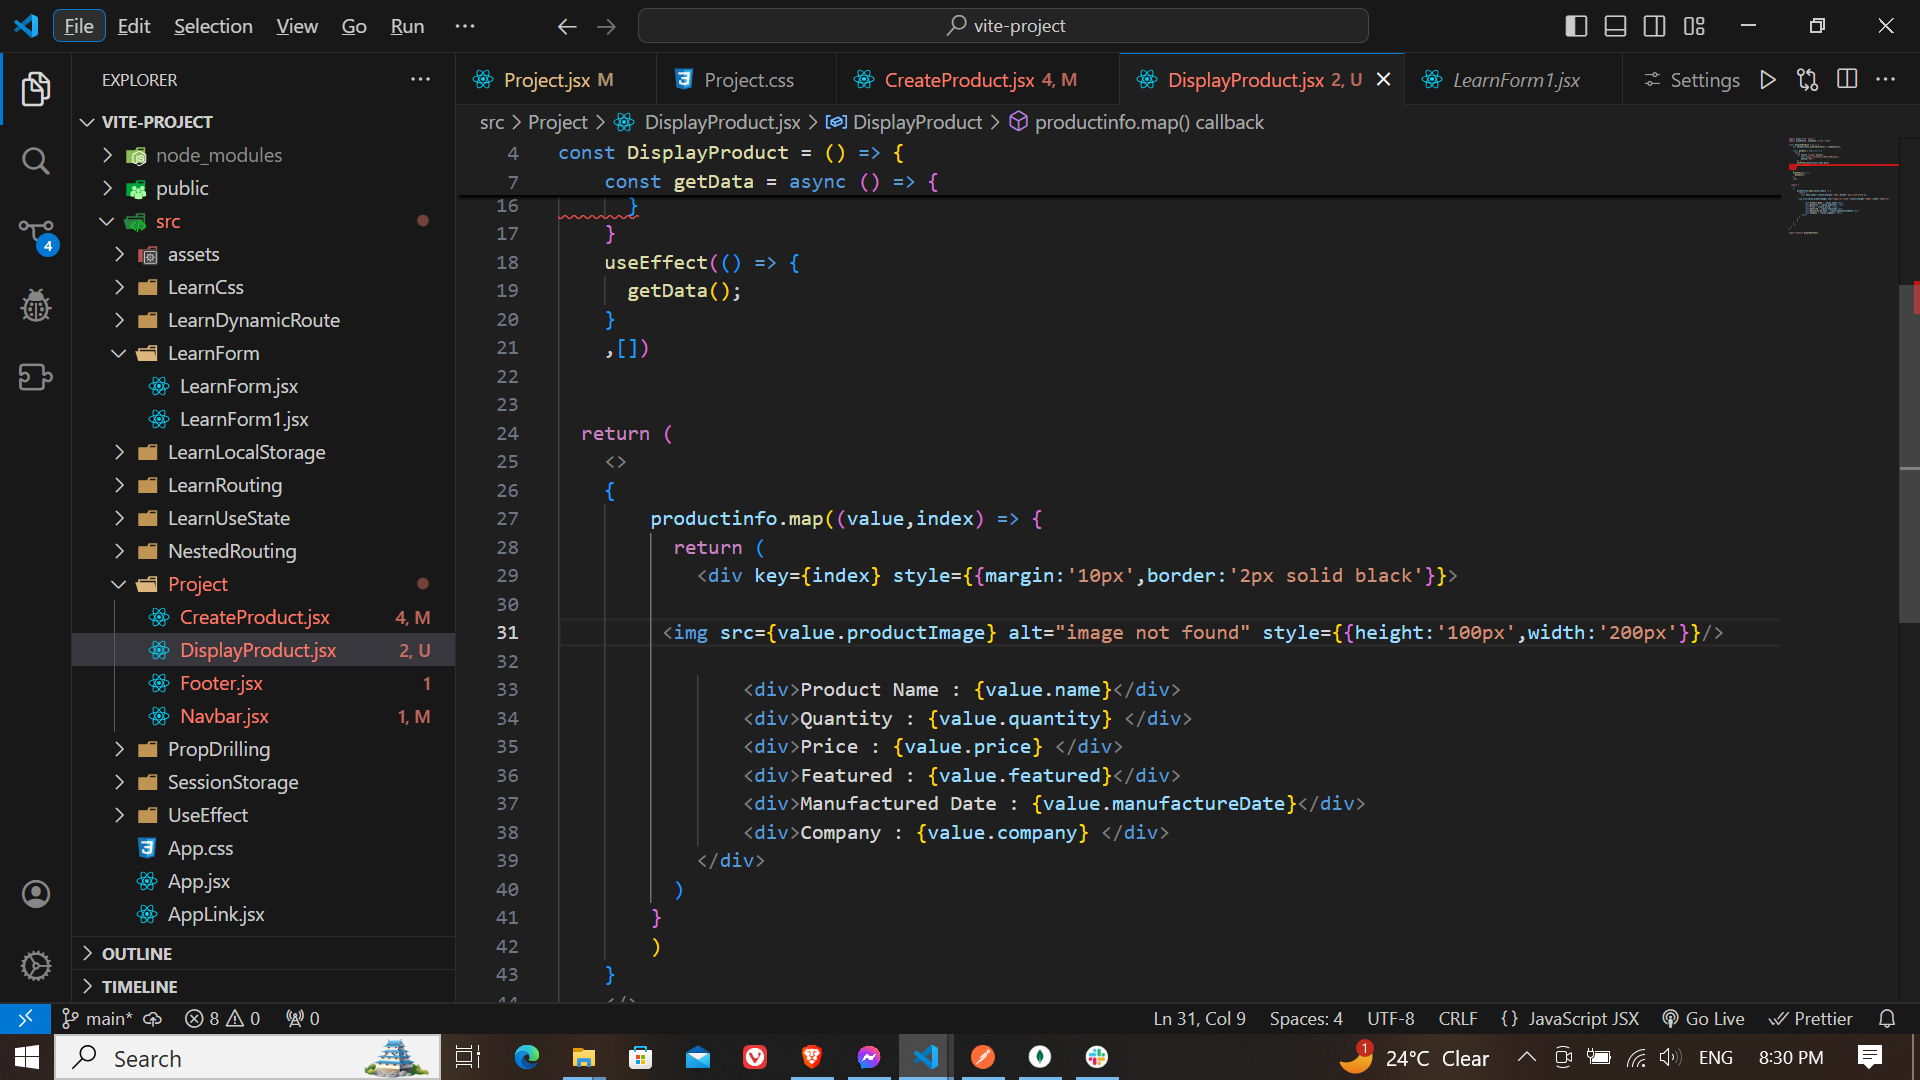 File Edit Selection View Go Run ··· vite-project
EXPLORER ···
VITE-PROJECT
node_modules
public
src
assets
LearnCss
LearnDynamicRoute
LearnForm
LearnForm.jsx
LearnForm1.jsx
LearnLocalStorage
LearnRouting
LearnUseState
NestedRouting
Project
CreateProduct.jsx 4, M
DisplayProduct.jsx 2, U
Footer.jsx 1
Navbar.jsx 1, M
PropDrilling
SessionStorage
UseEffect
App.css
App.jsx
AppLink.jsx
OUTLINE
TIMELINE
4
Project.jsx M Project.css CreateProduct.jsx 4, M DisplayProduct.jsx 2, U LearnForm1.jsx Settings ···
src > Project > DisplayProduct.jsx > DisplayProduct > productinfo.map() callback
4 const DisplayProduct = () => {
7 const getData = async () => {
16 }
17 }
18 useEffect(() => {
19 getData();
20 }
21 ,[])
22
23
24 return (
25 <>
26 {
27 productinfo.map((value,index) => {
28 return (
29 <div key={index} style={{margin:'10px',border:'2px solid black'}}>
30
31 <img src={value.productImage} alt="image not found" style={{height:'100px',width:'200px'}}/>
32
33 <div>Product Name : {value.name}</div>
34 <div>Quantity : {value.quantity} </div>
35 <div>Price : {value.price} </div>
36 <div>Featured : {value.featured}</div>
37 <div>Manufactured Date : {value.manufactureDate}</div>
38 <div>Company : {value.company} </div>
39 </div>
40 )
41 }
42 )
43 }
44 </>
main* 8 0 0 Ln 31, Col 9 Spaces: 4 UTF-8 CRLF {} JavaScript JSX Go Live Prettier
Search 1 24°C Clear ENG 8:30 PM